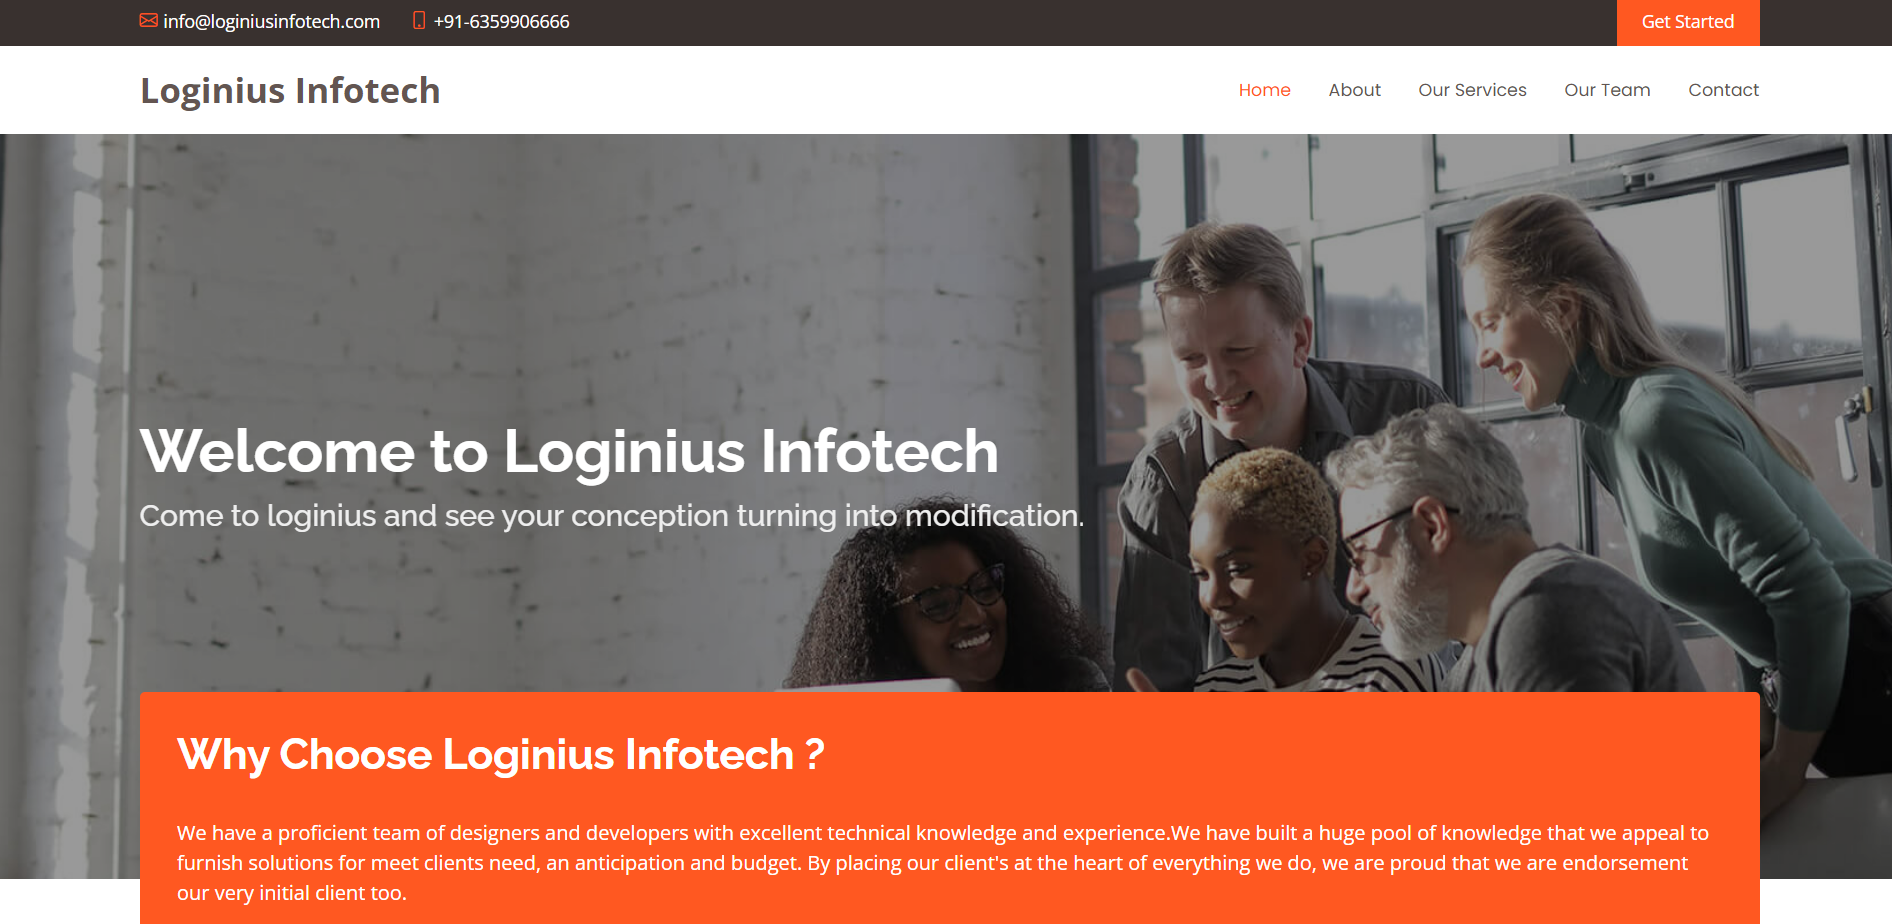 info@loginiusinfotech.com +91-6359906666 Get Started
Loginius Infotech Home About Our Services Our Team Contact
Welcome to Loginius Infotech
Come to loginius and see your conception turning into modification.
Why Choose Loginius Infotech ?
We have a proficient team of designers and developers with excellent technical knowledge and experience.We have built a huge pool of knowledge that we appeal to
furnish solutions for meet clients need, an anticipation and budget. By placing our client's at the heart of everything we do, we are proud that we are endorsement
our very initial client too.